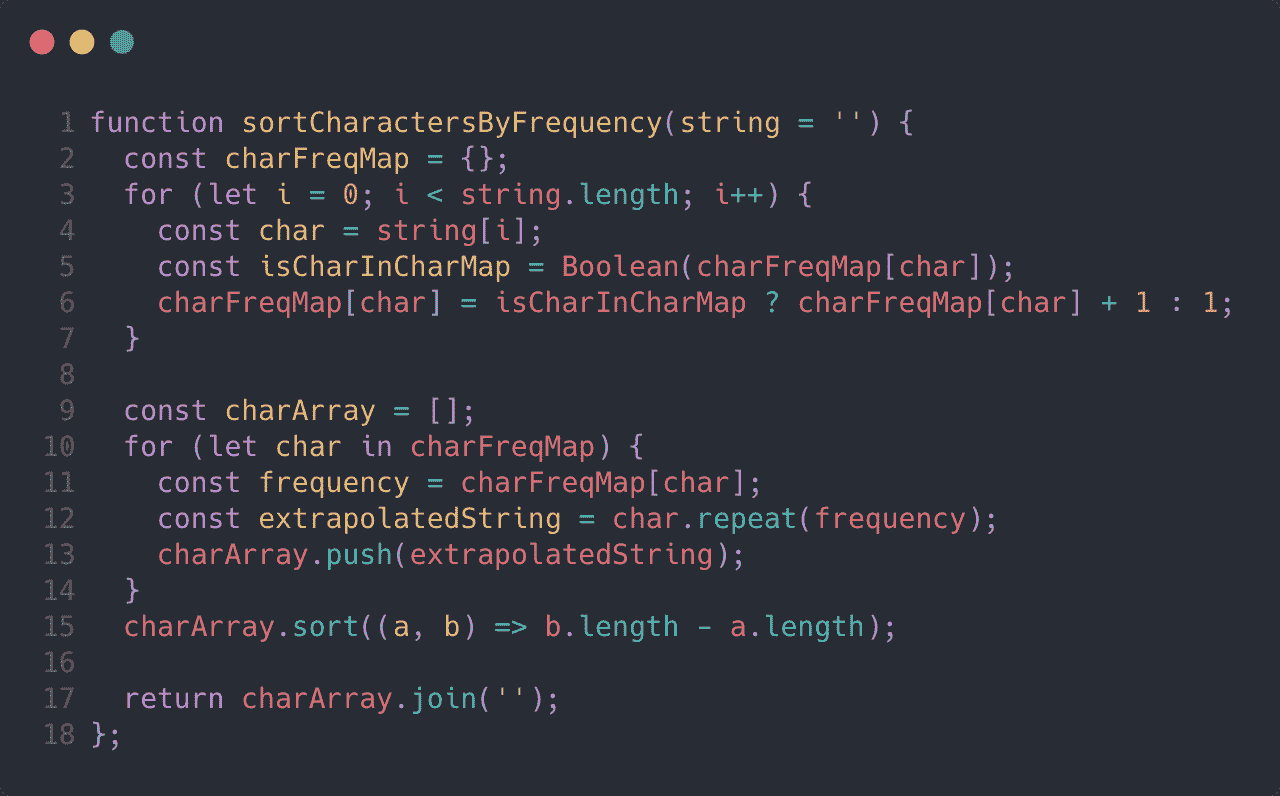 1 function sortCharactersByFrequency(string = '') {
2   const charFreqMap = {};
3   for (let i = 0; i < string.length; i++) {
4     const char = string[i];
5     const isCharInCharMap = Boolean(charFreqMap[char]);
6     charFreqMap[char] = isCharInCharMap ? charFreqMap[char] + 1 : 1;
7   }
8
9   const charArray = [];
10   for (let char in charFreqMap) {
11     const frequency = charFreqMap[char];
12     const extrapolatedString = char.repeat(frequency);
13     charArray.push(extrapolatedString);
14   }
15   charArray.sort((a, b) => b.length - a.length);
16
17   return charArray.join('');
18 };